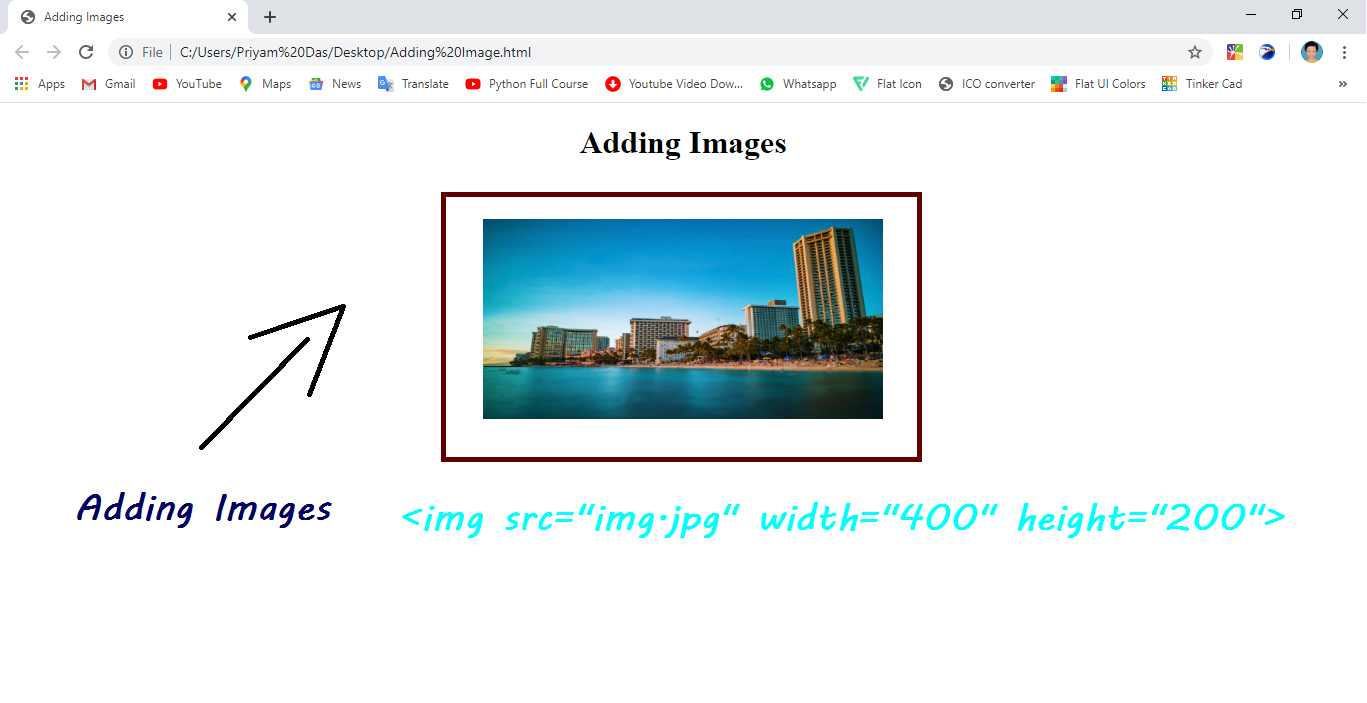 Adding Images
File C:/Users/Priyam%20Das/Desktop/Adding%20Image.html
Apps Gmail YouTube Maps News Translate Python Full Course Youtube Video Dow... Whatsapp Flat Icon ICO converter Flat UI Colors Tinker Cad »
Adding Images
Adding Images
<img src="img.jpg" width="400" height="200">